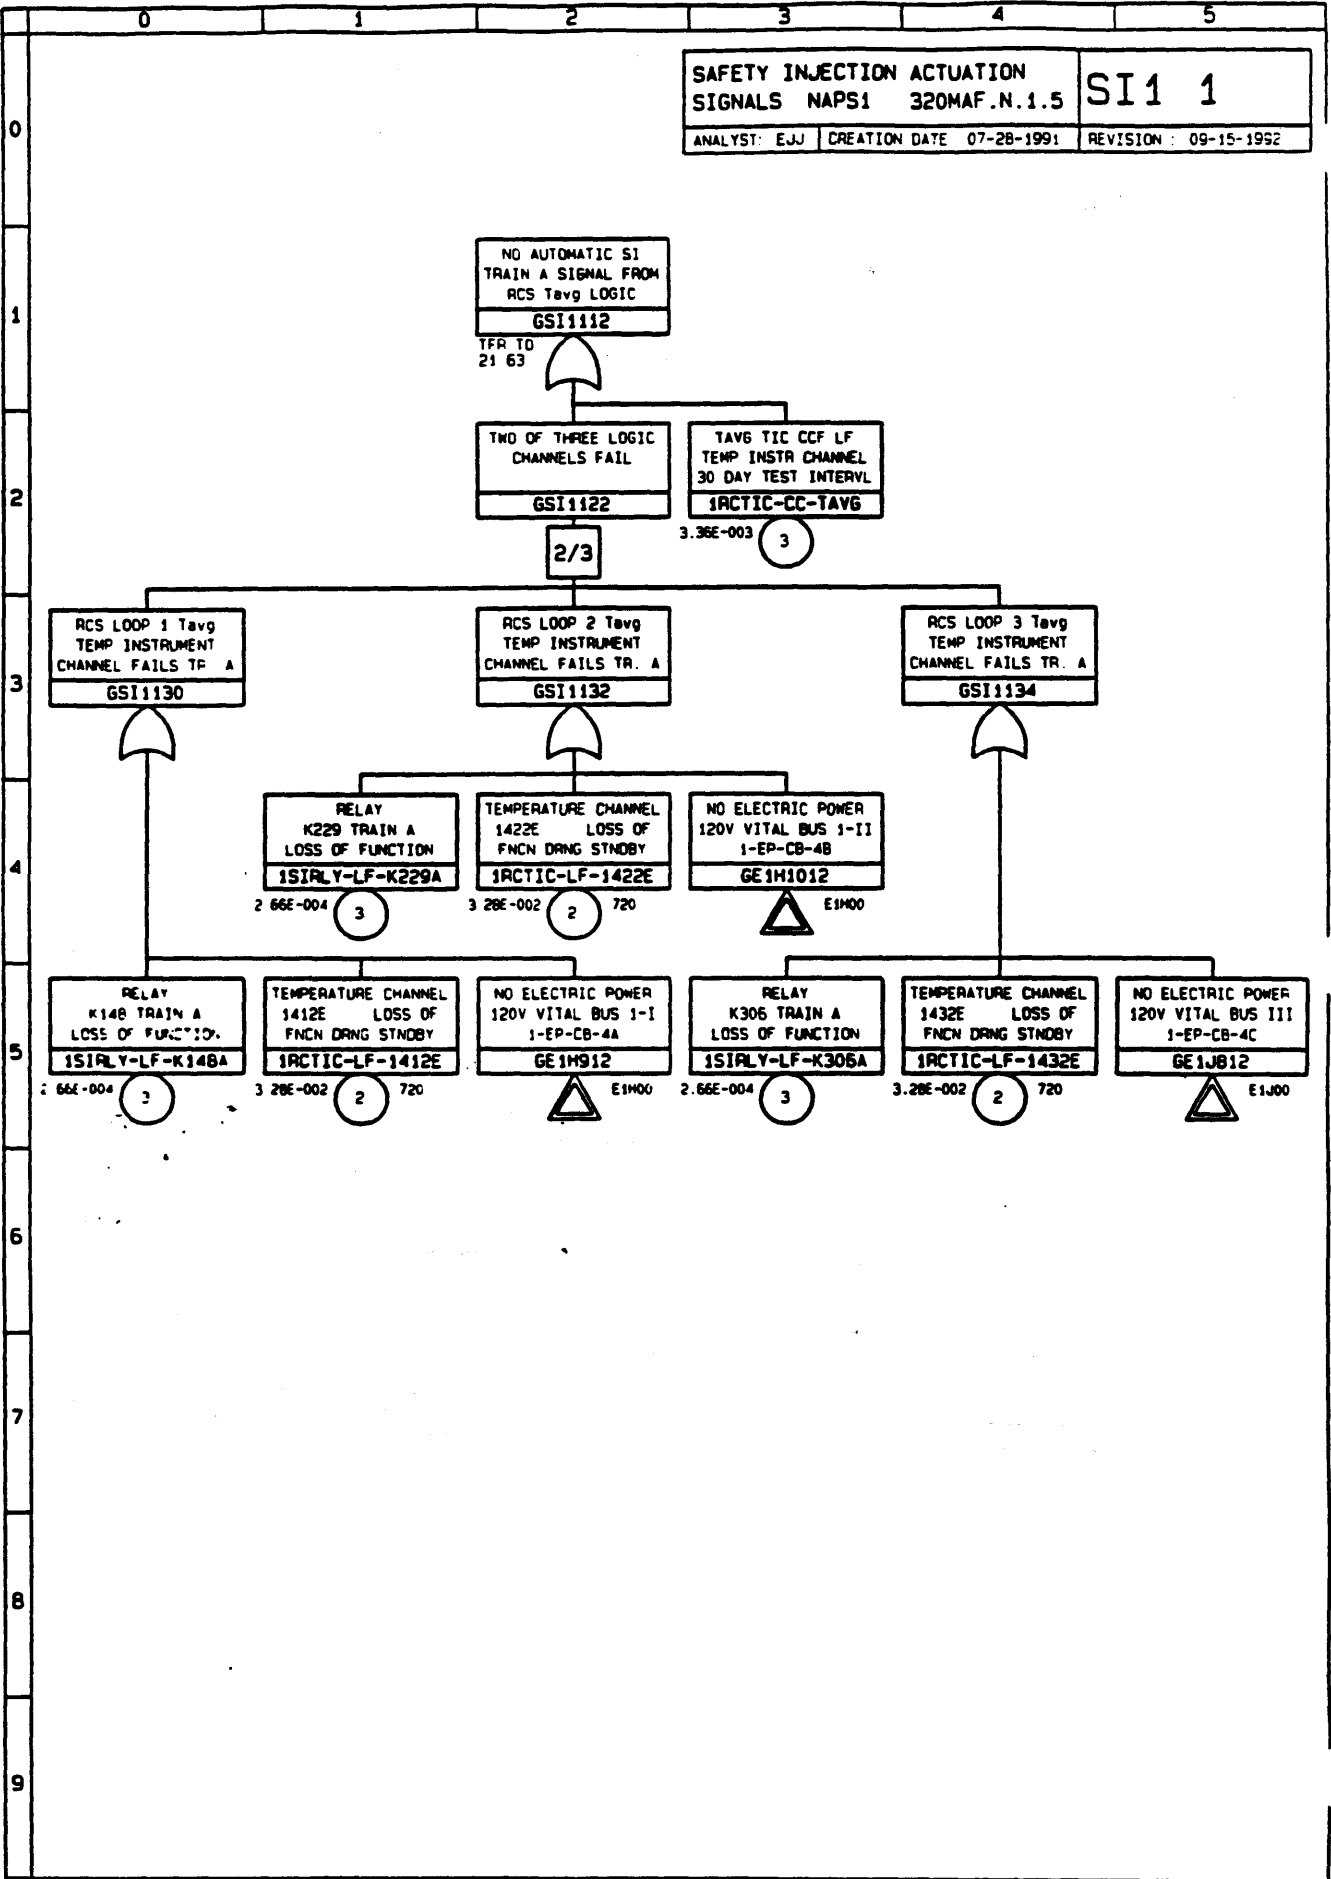 0 1 2 3 4 5
SAFETY INJECTION ACTUATION
SIGNALS NAPS1 320MAF.N.1.5
SI1 1
ANALYST: EJJ CREATION DATE 07-28-1991 REVISION : 09-15-1992
0
NO AUTOMATIC SI
TRAIN A SIGNAL FROM
RCS Tavg LOGIC
GSI1112
1
TFR TO
21 63
TWO OF THREE LOGIC
CHANNELS FAIL
GSI1122
TAVG TIC CCF LF
TEMP INSTR CHANNEL
30 DAY TEST INTERVL
1RCTIC-CC-TAVG
2
3.36E-003
3
2/3
RCS LOOP 1 Tavg
TEMP INSTRUMENT
CHANNEL FAILS TR A
GSI1130
RCS LOOP 2 Tavg
TEMP INSTRUMENT
CHANNEL FAILS TR. A
GSI1132
RCS LOOP 3 Tavg
TEMP INSTRUMENT
CHANNEL FAILS TR. A
GSI1134
3
RELAY
K229 TRAIN A
LOSS OF FUNCTION
1SIRLY-LF-K229A
2 66E-004
3
TEMPERATURE CHANNEL
1422E LOSS OF
FNCN DRNG STNDBY
1RCTIC-LF-1422E
3 28E-002
2
720
NO ELECTRIC POWER
120V VITAL BUS 1-II
1-EP-CB-4B
GE1H1012
E1H00
4
RELAY
K148 TRAIN A
LOSS OF FUNCTION
1SIRLY-LF-K148A
66E-004
3
TEMPERATURE CHANNEL
1412E LOSS OF
FNCN DRNG STNDBY
1RCTIC-LF-1412E
3 28E-002
2
720
NO ELECTRIC POWER
120V VITAL BUS 1-I
1-EP-CB-4A
GE1H912
E1H00
RELAY
K306 TRAIN A
LOSS OF FUNCTION
1SIRLY-LF-K306A
2.66E-004
3
TEMPERATURE CHANNEL
1432E LOSS OF
FNCN DRNG STNDBY
1RCTIC-LF-1432E
3.28E-002
2
720
NO ELECTRIC POWER
120V VITAL BUS III
1-EP-CB-4C
GE1J812
E1J00
5
6
7
8
9